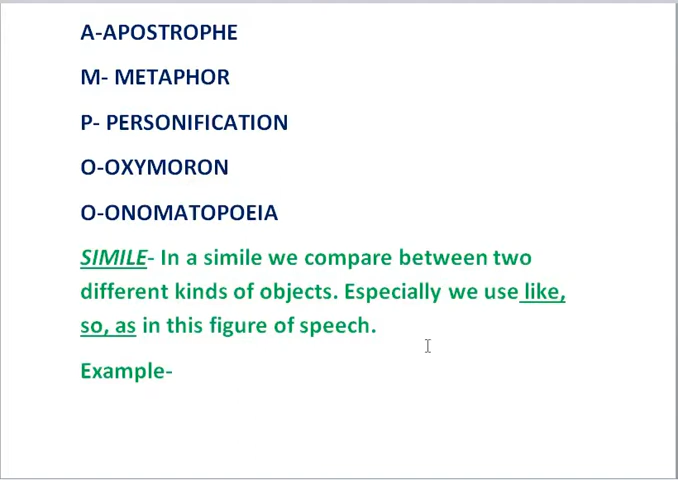 A-APOSTROPHE
M- METAPHOR
P- PERSONIFICATION
O-OXYMORON
O-ONOMATOPOEIA
SIMILE- In a simile we compare between two
different kinds of objects. Especially we use like,
so, as in this figure of speech.
Example-